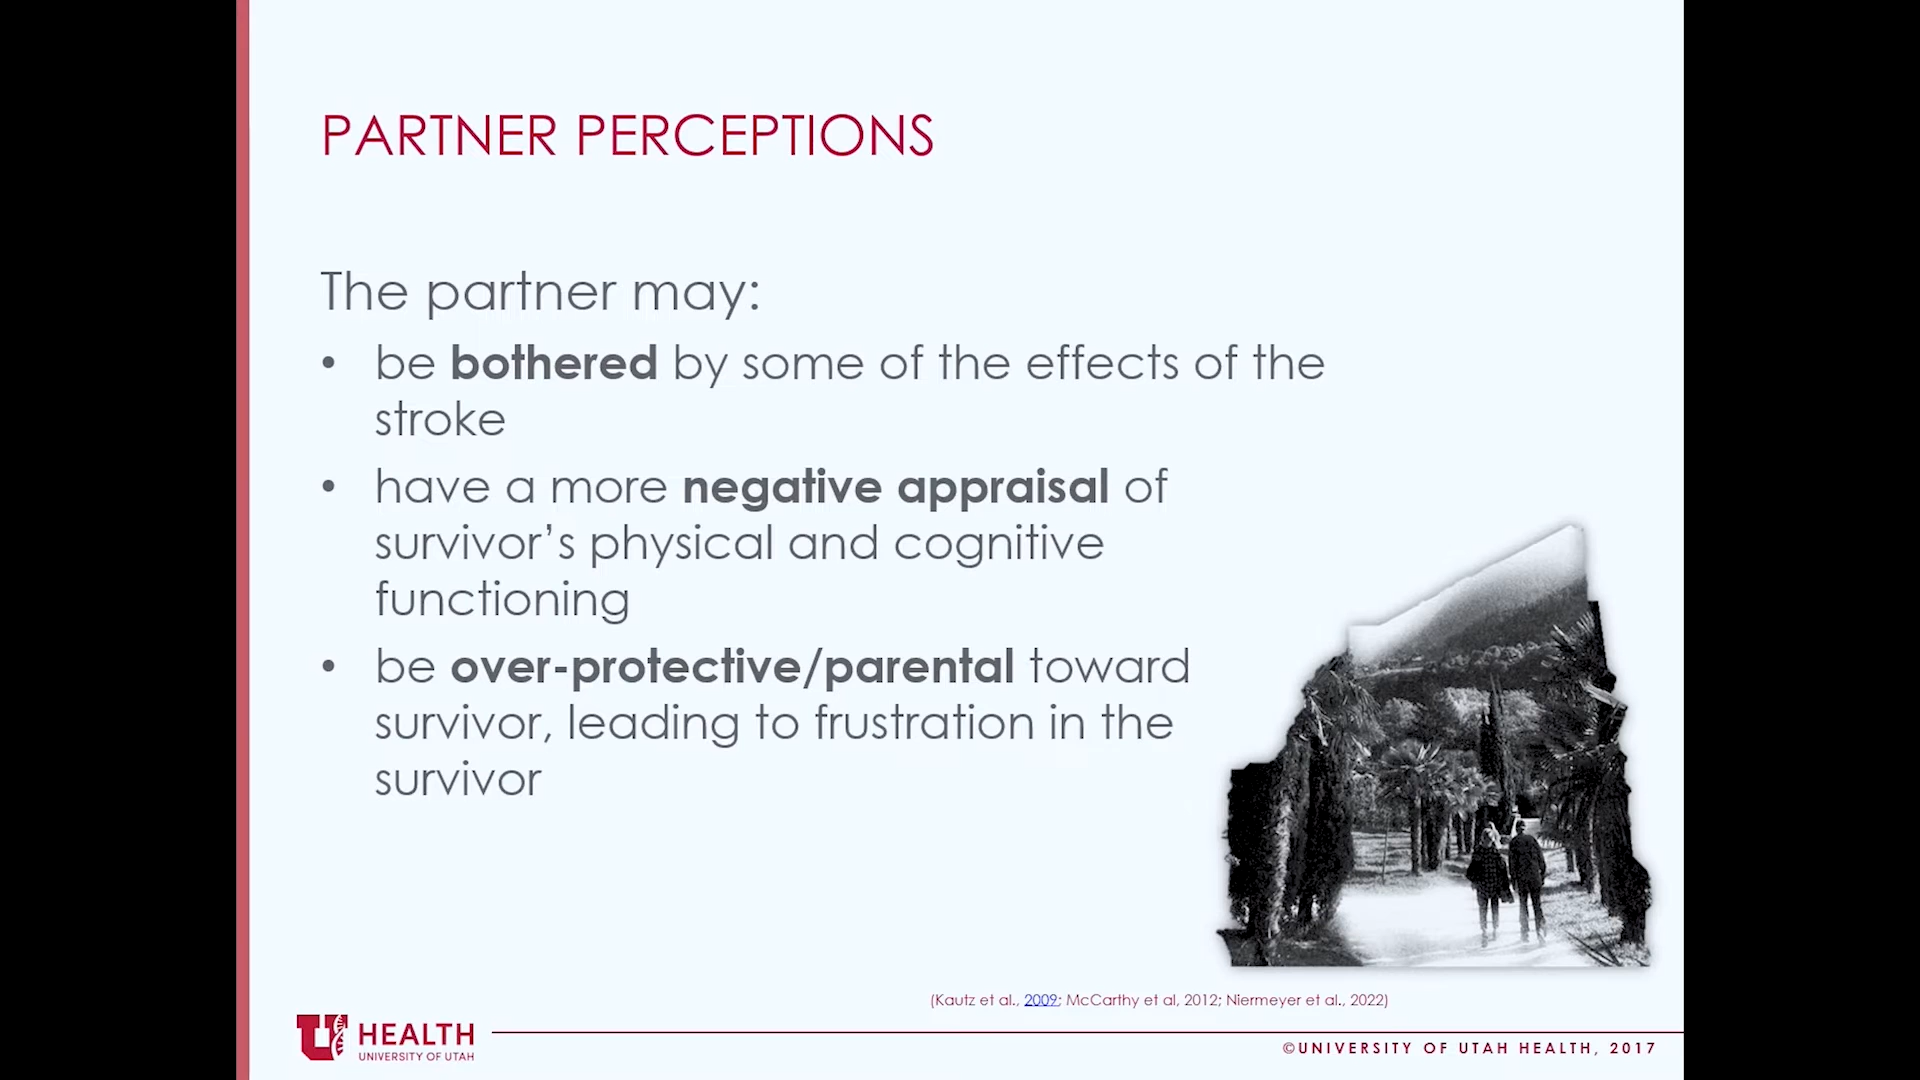 PARTNER PERCEPTIONS
The partner may:
• be bothered by some of the effects of the
stroke
• have a more negative appraisal of
survivor’s physical and cognitive
functioning
• be over-protective/parental toward
survivor, leading to frustration in the
survivor
(Kautz et al., 2009; McCarthy et al, 2012; Niermeyer et al., 2022)
U HEALTH
UNIVERSITY OF UTAH
©UNIVERSITY OF UTAH HEALTH, 2017